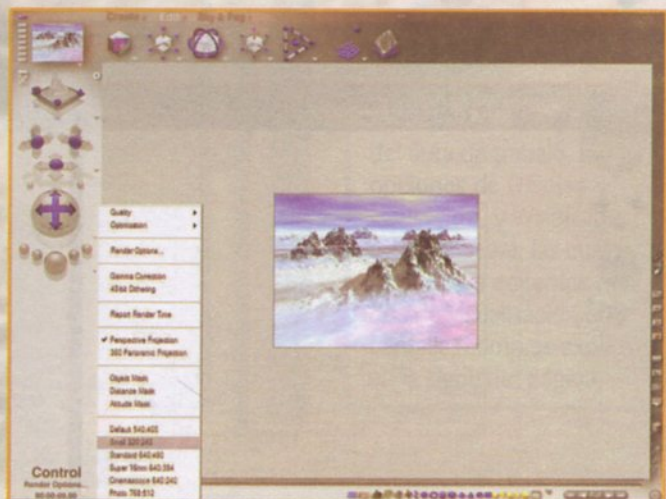 Create Edit Sky & Fog
Quality
Optimization
Render Options...
Gamma Correction
48-bit Dithering
Report Render Time
Perspective Projection
360 Panoramic Projection
Object Mask
Distance Mask
Altitude Mask
Default 540:405
Small 320:240
Standard 640:480
Super 16mm 640:384
Cinemascope 640:240
Photo 768:512
Control
Render Options...